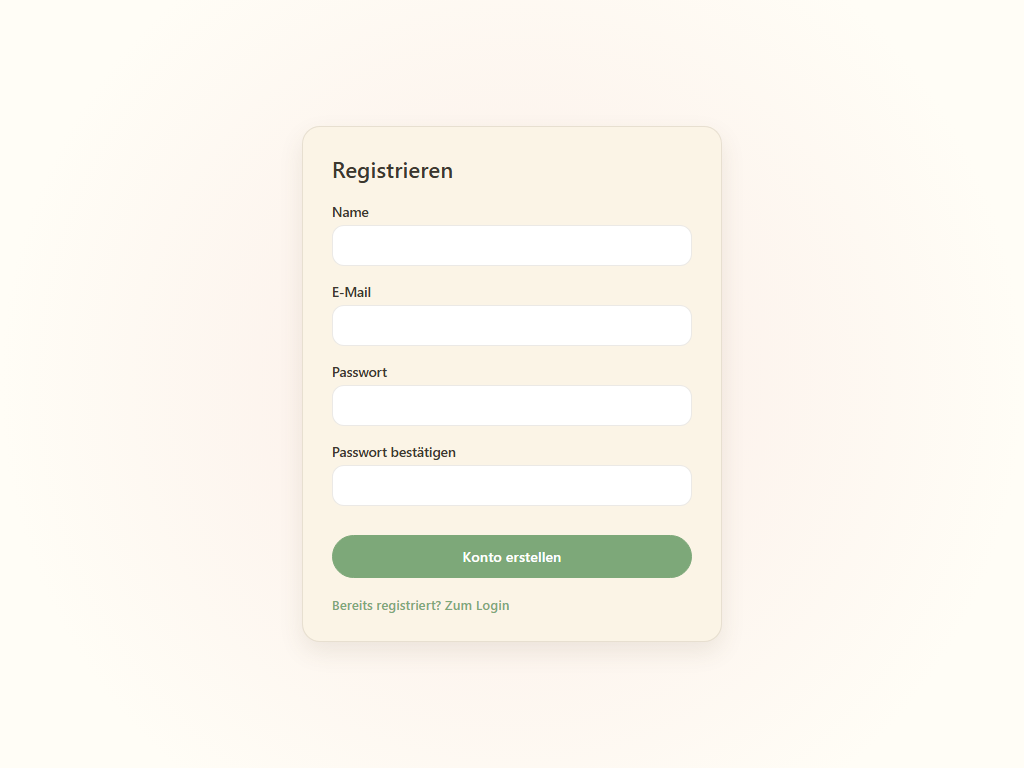 Registrieren
Name
E-Mail
Passwort
Passwort bestätigen
Konto erstellen
Bereits registriert? Zum Login